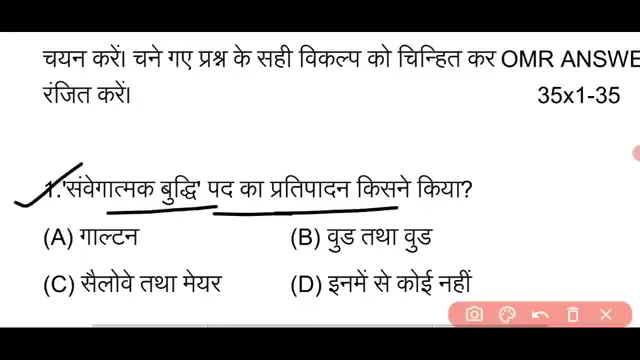 चयन करें। चने गए प्रश्न के सही विकल्प को चिन्हित कर OMR ANSWE
रंजित करें।
35x1-35
1.'संवेगात्मक बुद्धि' पद का प्रतिपादन किसने किया?
(A) गाल्टन
(B) वुड तथा वुड
(C) सैलोवे तथा मेयर
(D) इनमें से कोई नहीं